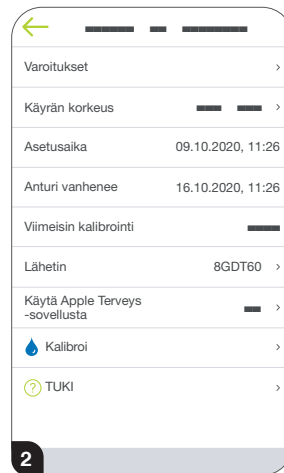 Varoitukset
Käyrän korkeus
Asetusaika 09.10.2020, 11:26
Anturi vanhenee 16.10.2020, 11:26
Viimeisin kalibrointi
Lähetin 8GDT60
Käytä Apple Terveys
-sovellusta
Kalibroi
? TUKI
2